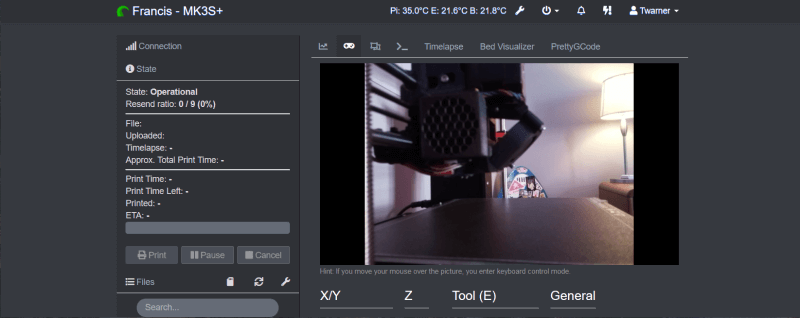 Francis - MK3S+
Pi: 35.0°C E: 21.6°C B: 21.8°C
Twarner
Connection
State
State: Operational
Resend ratio: 0 / 9 (0%)
File:
Uploaded:
Timelapse: -
Approx. Total Print Time: -
Print Time: -
Print Time Left: -
Printed: -
ETA: -
Print Pause Cancel
Files
Search...
Timelapse Bed Visualizer PrettyGCode
Hint: If you move your mouse over the picture, you enter keyboard control mode.
X/Y Z Tool (E) General